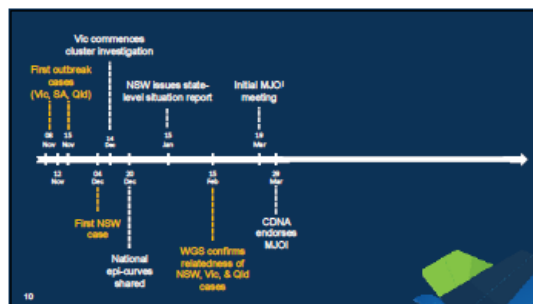 Vic commences
cluster investigation
First outbreak
cases
(Vic, SA, Qld)
NSW issues state-
level situation report
Initial MJOI
meeting
08
Nov
15
Nov
14
Dec
15
Jan
19
Mar
12
Nov
04
Dec
20
Dec
15
Feb
29
Mar
First NSW
case
National
epi-curves
shared
WGS confirms
relatedness of
NSW, Vic, & Qld
cases
CDNA
endorses
MJOI
10